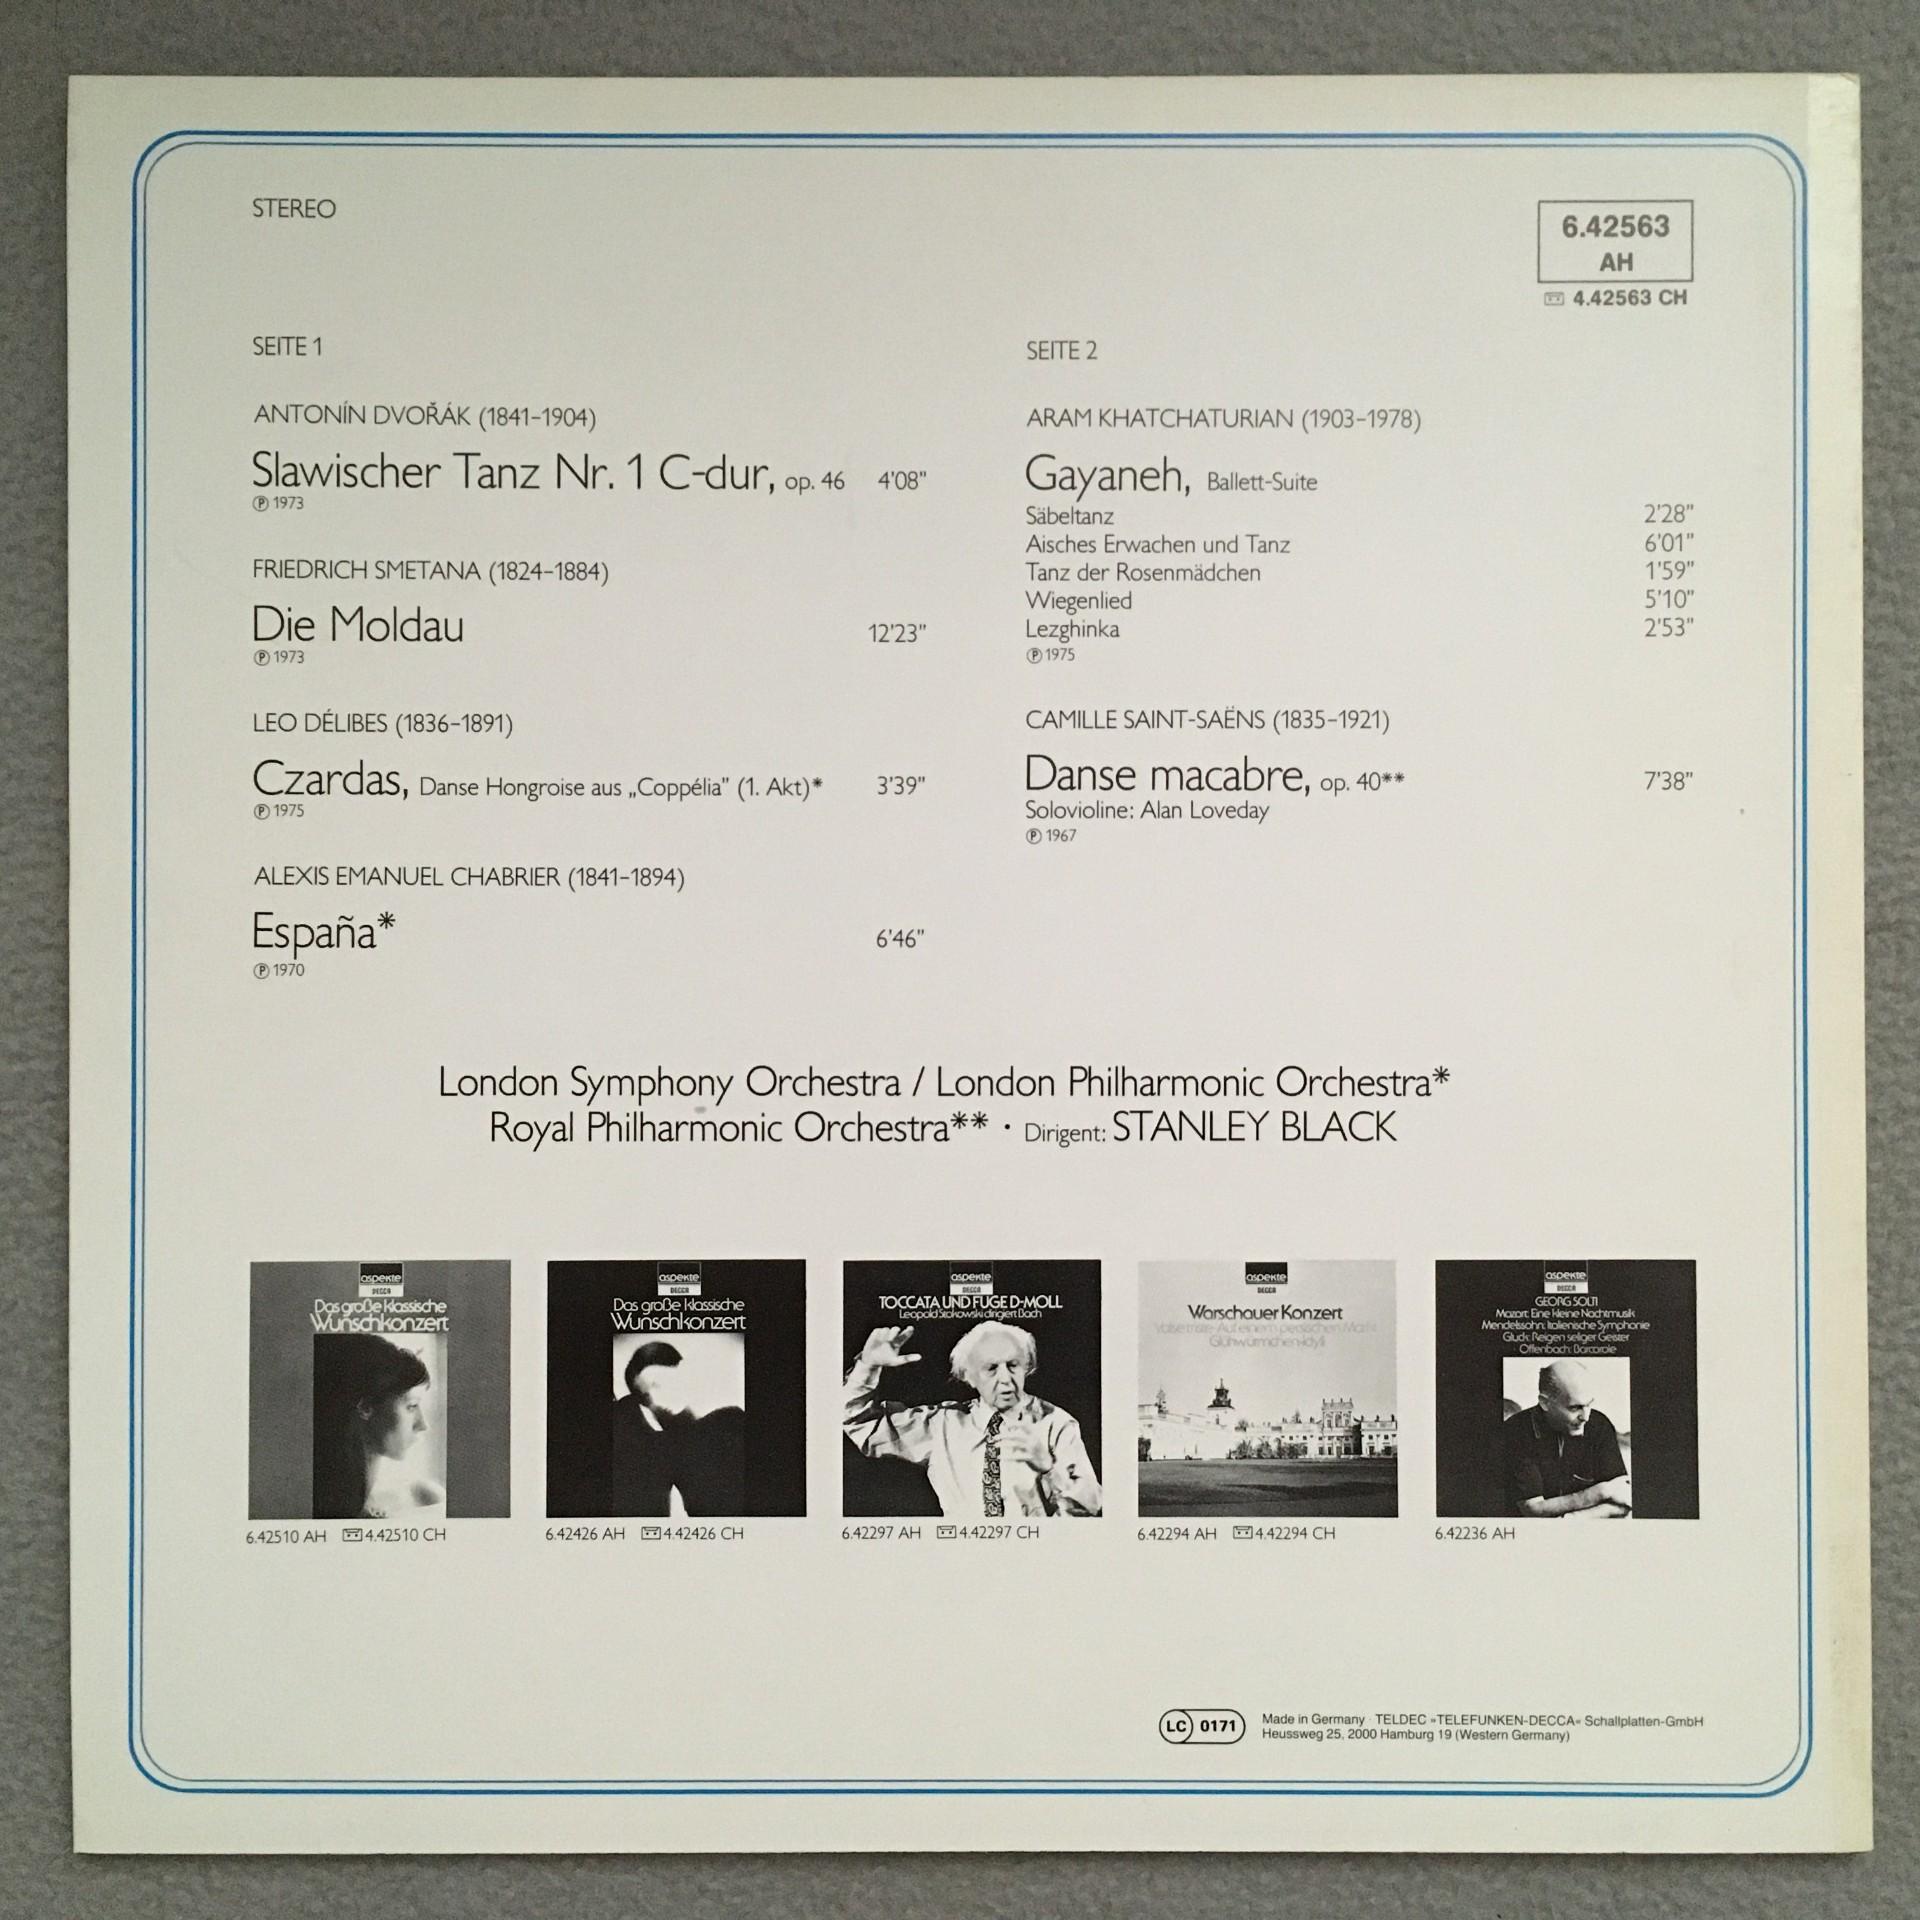 STEREO
6.42563
AH
4.42563 CH
SEITE 1
ANTONÍN DVOŘÁK (1841–1904)
Slawischer Tanz Nr. 1 C-dur, op. 46 4'08"
Ⓟ 1973
FRIEDRICH SMETANA (1824–1884)
Die Moldau 12'23"
Ⓟ 1973
LEO DÉLIBES (1836–1891)
Czardas, Danse Hongroise aus „Coppélia" (1. Akt)* 3'39"
Ⓟ 1975
ALEXIS EMANUEL CHABRIER (1841–1894)
España* 6'46"
Ⓟ 1970
SEITE 2
ARAM KHATCHATURIAN (1903–1978)
Gayaneh, Ballett-Suite
Säbeltanz 2'28"
Aisches Erwachen und Tanz 6'01"
Tanz der Rosenmädchen 1'59"
Wiegenlied 5'10"
Lezghinka 2'53"
Ⓟ 1975
CAMILLE SAINT-SAËNS (1835–1921)
Danse macabre, op. 40** 7'38"
Solovioline: Alan Loveday
Ⓟ 1967
London Symphony Orchestra / London Philharmonic Orchestra*
Royal Philharmonic Orchestra** · Dirigent: STANLEY BLACK
aspekte
DECCA
Das große klassische
Wunschkonzert
6.42510 AH 4.42510 CH
aspekte
DECCA
Das große klassische
Wunschkonzert
6.42426 AH 4.42426 CH
aspekte
DECCA
TOCCATA UND FUGE D-MOLL
Leopold Stokowski dirigiert Bach
6.42297 AH 4.42297 CH
aspekte
DECCA
Warschauer Konzert
Valse triste · Auf einem persischen Markt
Glühwürmchen-Idyll
6.42294 AH 4.42294 CH
aspekte
DECCA
GEORG SOLTI
Mozart: Eine kleine Nachtmusik
Mendelssohn: Italienische Symphonie
Gluck: Reigen seliger Geister
Offenbach: Barcarole
6.42236 AH
LC 0171
Made in Germany · TELDEC »TELEFUNKEN-DECCA« Schallplatten-GmbH
Heussweg 25, 2000 Hamburg 19 (Western Germany)